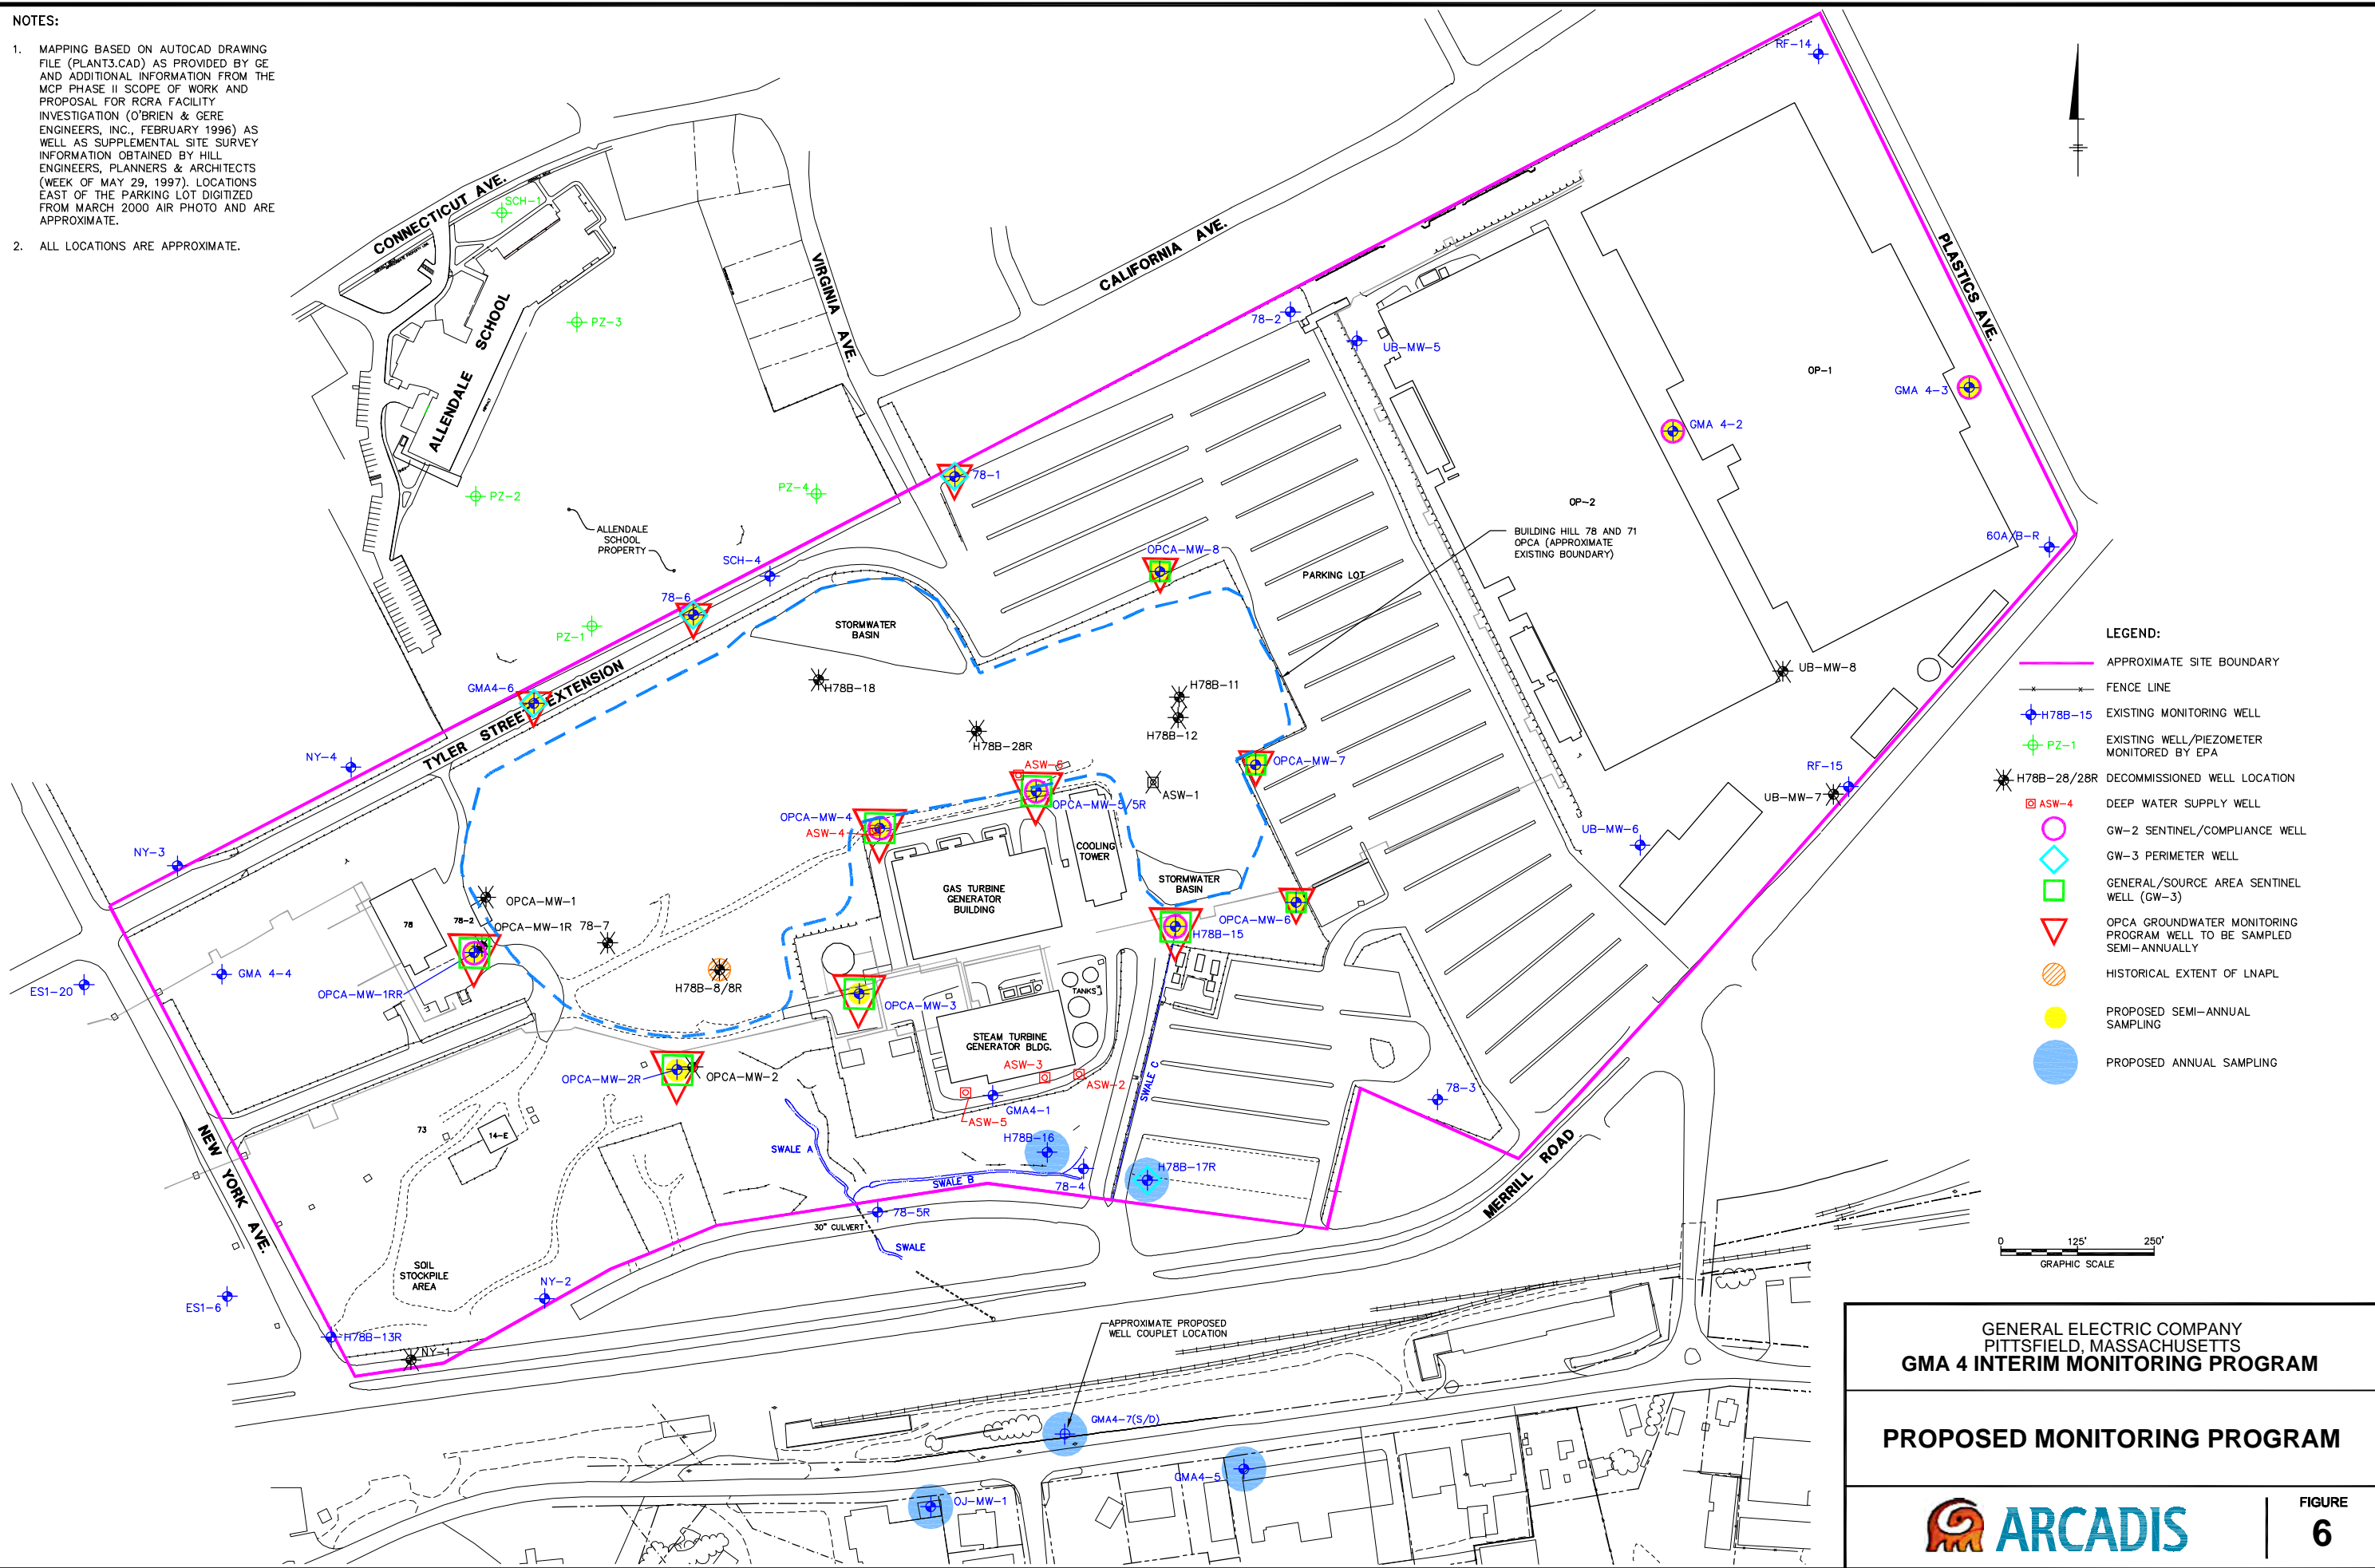 NOTES:
1. MAPPING BASED ON AUTOCAD DRAWING
FILE (PLANT3.CAD) AS PROVIDED BY GE
AND ADDITIONAL INFORMATION FROM THE
MCP PHASE II SCOPE OF WORK AND
PROPOSAL FOR RCRA FACILITY
INVESTIGATION (O'BRIEN & GERE
ENGINEERS, INC., FEBRUARY 1996) AS
WELL AS SUPPLEMENTAL SITE SURVEY
INFORMATION OBTAINED BY HILL
ENGINEERS, PLANNERS & ARCHITECTS
(WEEK OF MAY 29, 1997). LOCATIONS
EAST OF THE PARKING LOT DIGITIZED
FROM MARCH 2000 AIR PHOTO AND ARE
APPROXIMATE.
2. ALL LOCATIONS ARE APPROXIMATE.
CONNECTICUT AVE.
SCH-1
ALLENDALE SCHOOL
PZ-3
VIRGINIA AVE.
CALIFORNIA AVE.
RF-14
PLASTICS AVE.
78-2
UB-MW-5
OP-1
GMA 4-3
GMA 4-2
OP-2
PZ-2
PZ-4
78-1
ALLENDALE
SCHOOL
PROPERTY
BUILDING HILL 78 AND 71
OPCA (APPROXIMATE
EXISTING BOUNDARY)
60A/B-R
SCH-4
OPCA-MW-8
PARKING LOT
78-6
PZ-1
STORMWATER
BASIN
GMA4-6
TYLER STREET EXTENSION
H78B-18
H78B-11
H78B-12
H78B-28R
UB-MW-8
NY-4
ASW-6
OPCA-MW-5/5R
ASW-1
OPCA-MW-7
RF-15
UB-MW-7
UB-MW-6
OPCA-MW-4
ASW-4
NY-3
COOLING
TOWER
GAS TURBINE
GENERATOR
BUILDING
STORMWATER
BASIN
OPCA-MW-6
H78B-15
78
78-2
OPCA-MW-1
OPCA-MW-1R
78-7
OPCA-MW-1RR
H78B-8/8R
OPCA-MW-3
TANKS
GMA 4-4
ES1-20
STEAM TURBINE
GENERATOR BLDG.
ASW-3
ASW-2
ASW-5
GMA4-1
OPCA-MW-2R
OPCA-MW-2
SWALE C
78-3
73
14-E
SWALE A
H78B-16
H78B-17R
78-4
SWALE B
78-5R
30" CULVERT
SWALE
MERRILL ROAD
NEW YORK AVE.
SOIL
STOCKPILE
AREA
NY-2
ES1-6
H78B-13R
NY-1
APPROXIMATE PROPOSED
WELL COUPLET LOCATION
GMA4-7(S/D)
GMA4-5
OJ-MW-1
LEGEND:
APPROXIMATE SITE BOUNDARY
FENCE LINE
H78B-15 EXISTING MONITORING WELL
PZ-1 EXISTING WELL/PIEZOMETER
MONITORED BY EPA
H78B-28/28R DECOMMISSIONED WELL LOCATION
ASW-4 DEEP WATER SUPPLY WELL
GW-2 SENTINEL/COMPLIANCE WELL
GW-3 PERIMETER WELL
GENERAL/SOURCE AREA SENTINEL
WELL (GW-3)
OPCA GROUNDWATER MONITORING
PROGRAM WELL TO BE SAMPLED
SEMI-ANNUALLY
HISTORICAL EXTENT OF LNAPL
PROPOSED SEMI-ANNUAL
SAMPLING
PROPOSED ANNUAL SAMPLING
0 125' 250'
GRAPHIC SCALE
GENERAL ELECTRIC COMPANY
PITTSFIELD, MASSACHUSETTS
GMA 4 INTERIM MONITORING PROGRAM
PROPOSED MONITORING PROGRAM
ARCADIS
FIGURE
6